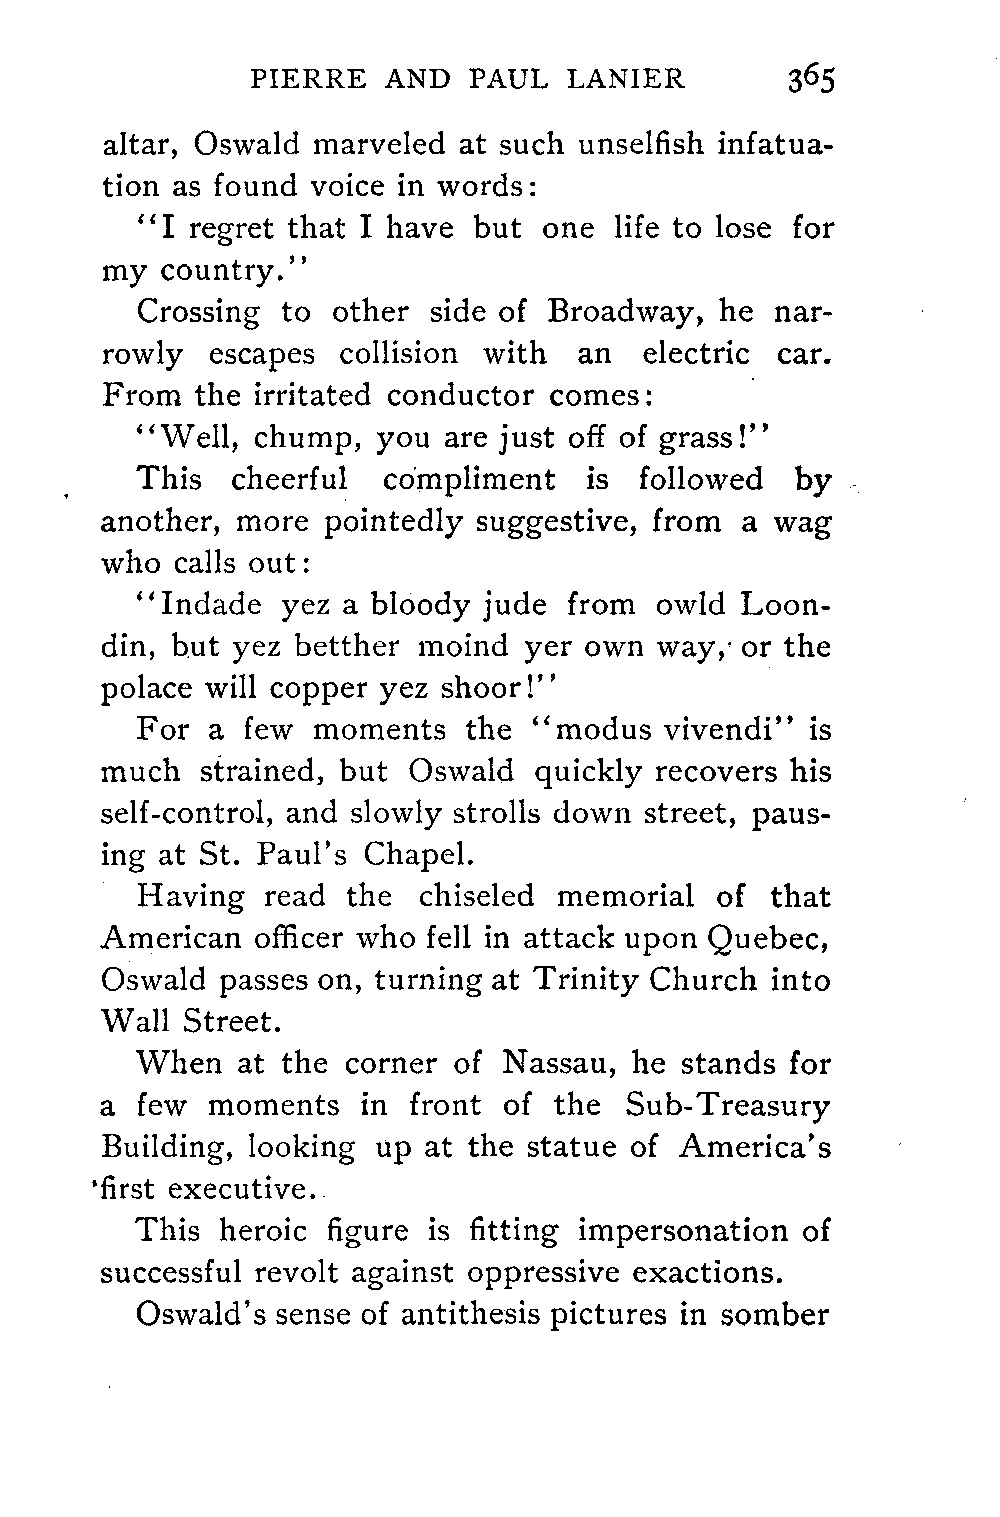 PIERRE AND PAUL LANIER 365
altar, Oswald marveled at such unselfish infatua-
tion as found voice in words:
"I regret that I have but one life to lose for
my country."
Crossing to other side of Broadway, he nar-
rowly escapes collision with an electric car.
From the irritated conductor comes:
"Well, chump, you are just off of grass!"
This cheerful compliment is followed by
another, more pointedly suggestive, from a wag
who calls out:
"Indade yez a bloody jude from owld Loon-
din, but yez betther moind yer own way, or the
polace will copper yez shoor!"
For a few moments the "modus vivendi" is
much strained, but Oswald quickly recovers his
self-control, and slowly strolls down street, paus-
ing at St. Paul's Chapel.
Having read the chiseled memorial of that
American officer who fell in attack upon Quebec,
Oswald passes on, turning at Trinity Church into
Wall Street.
When at the corner of Nassau, he stands for
a few moments in front of the Sub-Treasury
Building, looking up at the statue of America's
first executive.
This heroic figure is fitting impersonation of
successful revolt against oppressive exactions.
Oswald's sense of antithesis pictures in somber